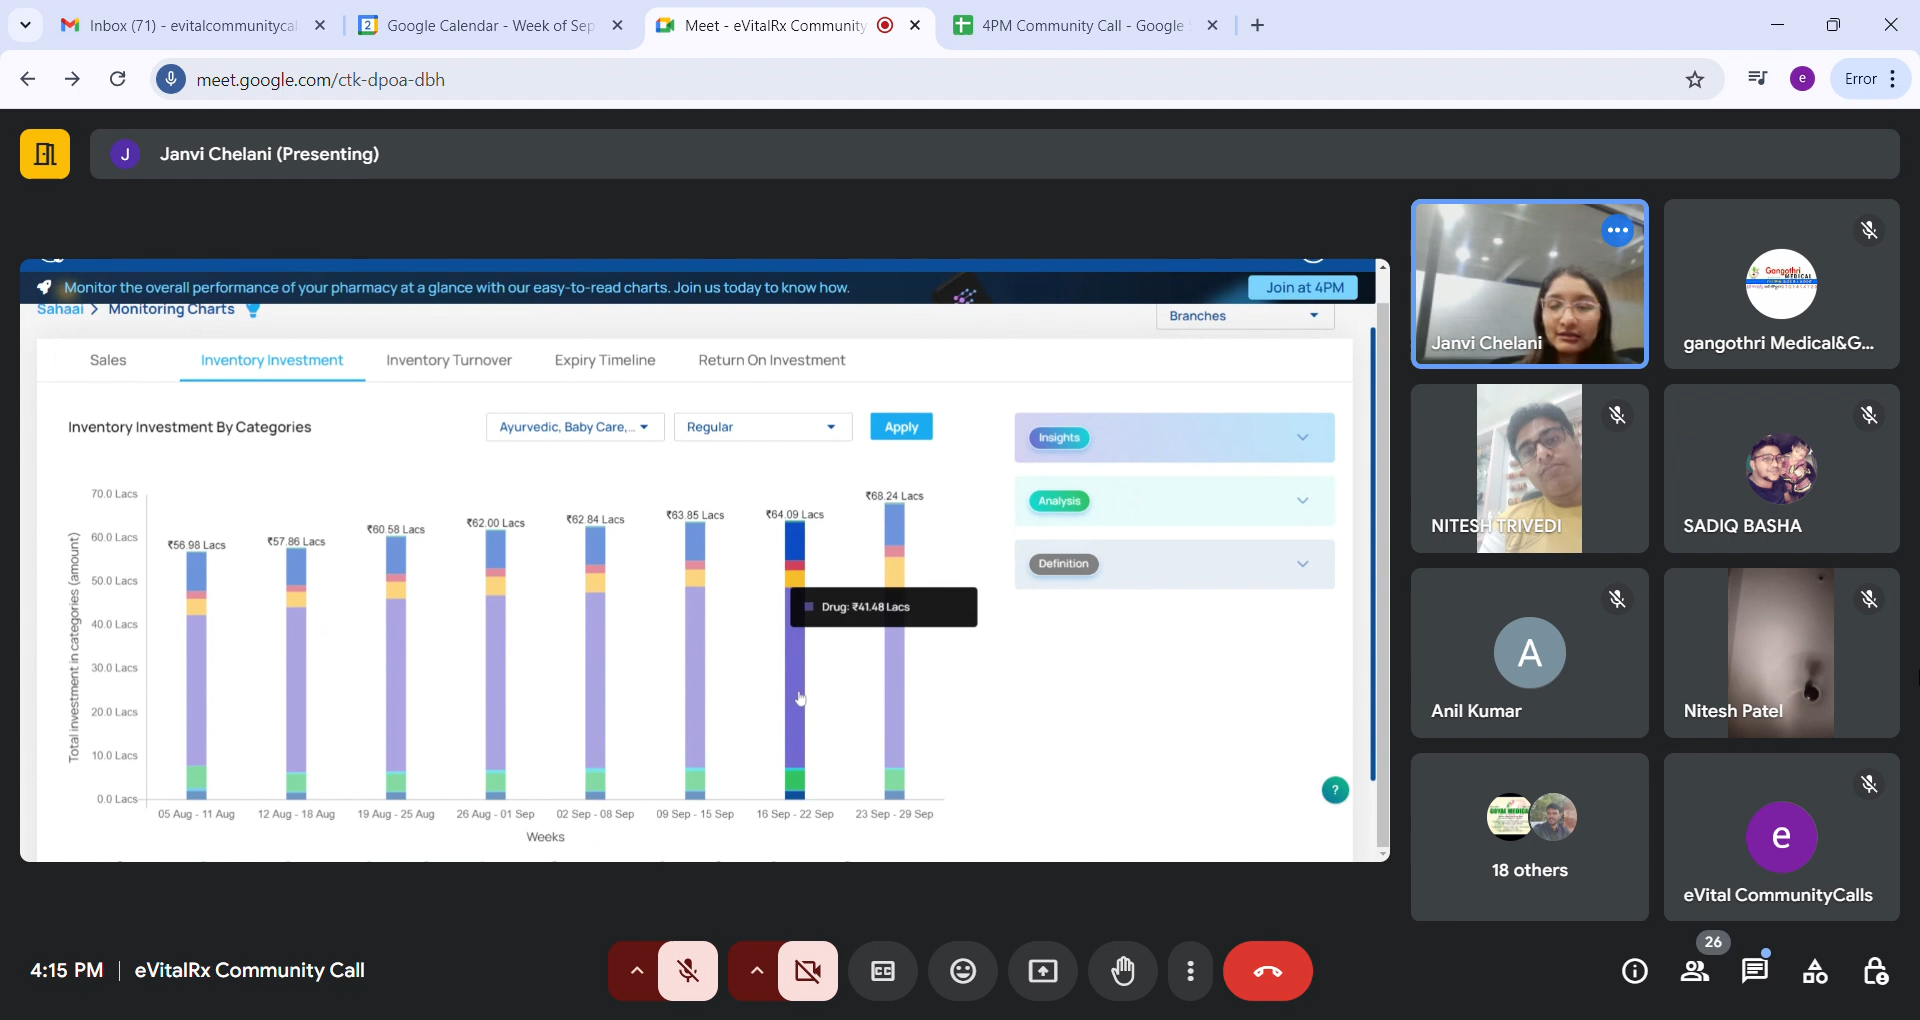 Inbox (71) - evitalcommunityca
Google Calendar - Week of Sep
Meet - eVitalRx Community
4PM Community Call - Google
meet.google.com/ctk-dpoa-dbh
e
Error
J
Janvi Chelani (Presenting)
Monitor the overall performance of your pharmacy at a glance with our easy-to-read charts. Join us today to know how.
Join at 4PM
Sahaai > Monitoring Charts
Branches
Sales
Inventory Investment
Inventory Turnover
Expiry Timeline
Return On Investment
Inventory Investment By Categories
Ayurvedic, Baby Care,...
Regular
Apply
Insights
Analysis
Definition
Total investment in categories (amount)
70.0 Lacs
60.0 Lacs
50.0 Lacs
40.0 Lacs
30.0 Lacs
20.0 Lacs
10.0 Lacs
0.0 Lacs
₹56.98 Lacs
₹57.86 Lacs
₹60.58 Lacs
₹62.00 Lacs
₹62.84 Lacs
₹63.85 Lacs
₹64.09 Lacs
₹68.24 Lacs
Drug: ₹41.48 Lacs
05 Aug - 11 Aug
12 Aug - 18 Aug
19 Aug - 25 Aug
26 Aug - 01 Sep
02 Sep - 08 Sep
09 Sep - 15 Sep
16 Sep - 22 Sep
23 Sep - 29 Sep
Weeks
?
Janvi Chelani
Gangothri
MEDICAL
gangothri Medical&G...
NITESH TRIVEDI
SADIQ BASHA
A
Anil Kumar
Nitesh Patel
GOYAL MEDICAL
18 others
e
eVital CommunityCalls
4:15 PM | eVitalRx Community Call
26